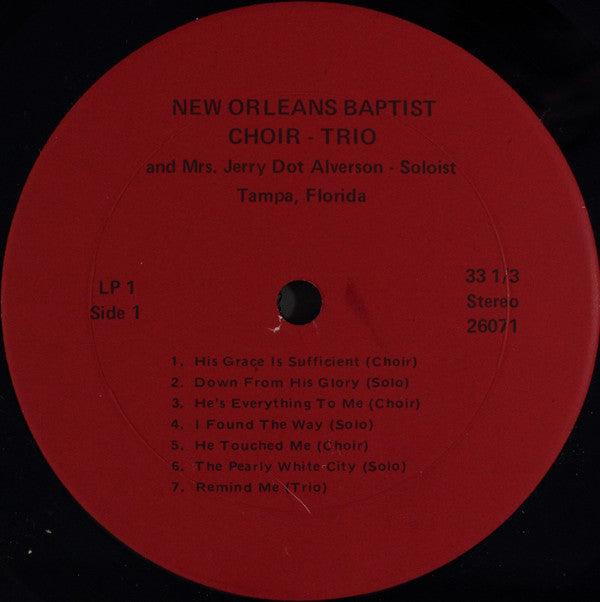 NEW ORLEANS BAPTIST
CHOIR - TRIO
and Mrs. Jerry Dot Alverson - Soloist
Tampa, Florida
LP 1
Side 1
33 1/3
Stereo
26071
1. His Grace Is Sufficient (Choir)
2. Down From His Glory (Solo)
3. He's Everything To Me (Choir)
4. I Found The Way (Solo)
5. He Touched Me (Choir)
6. The Pearly White City (Solo)
7. Remind Me (Trio)